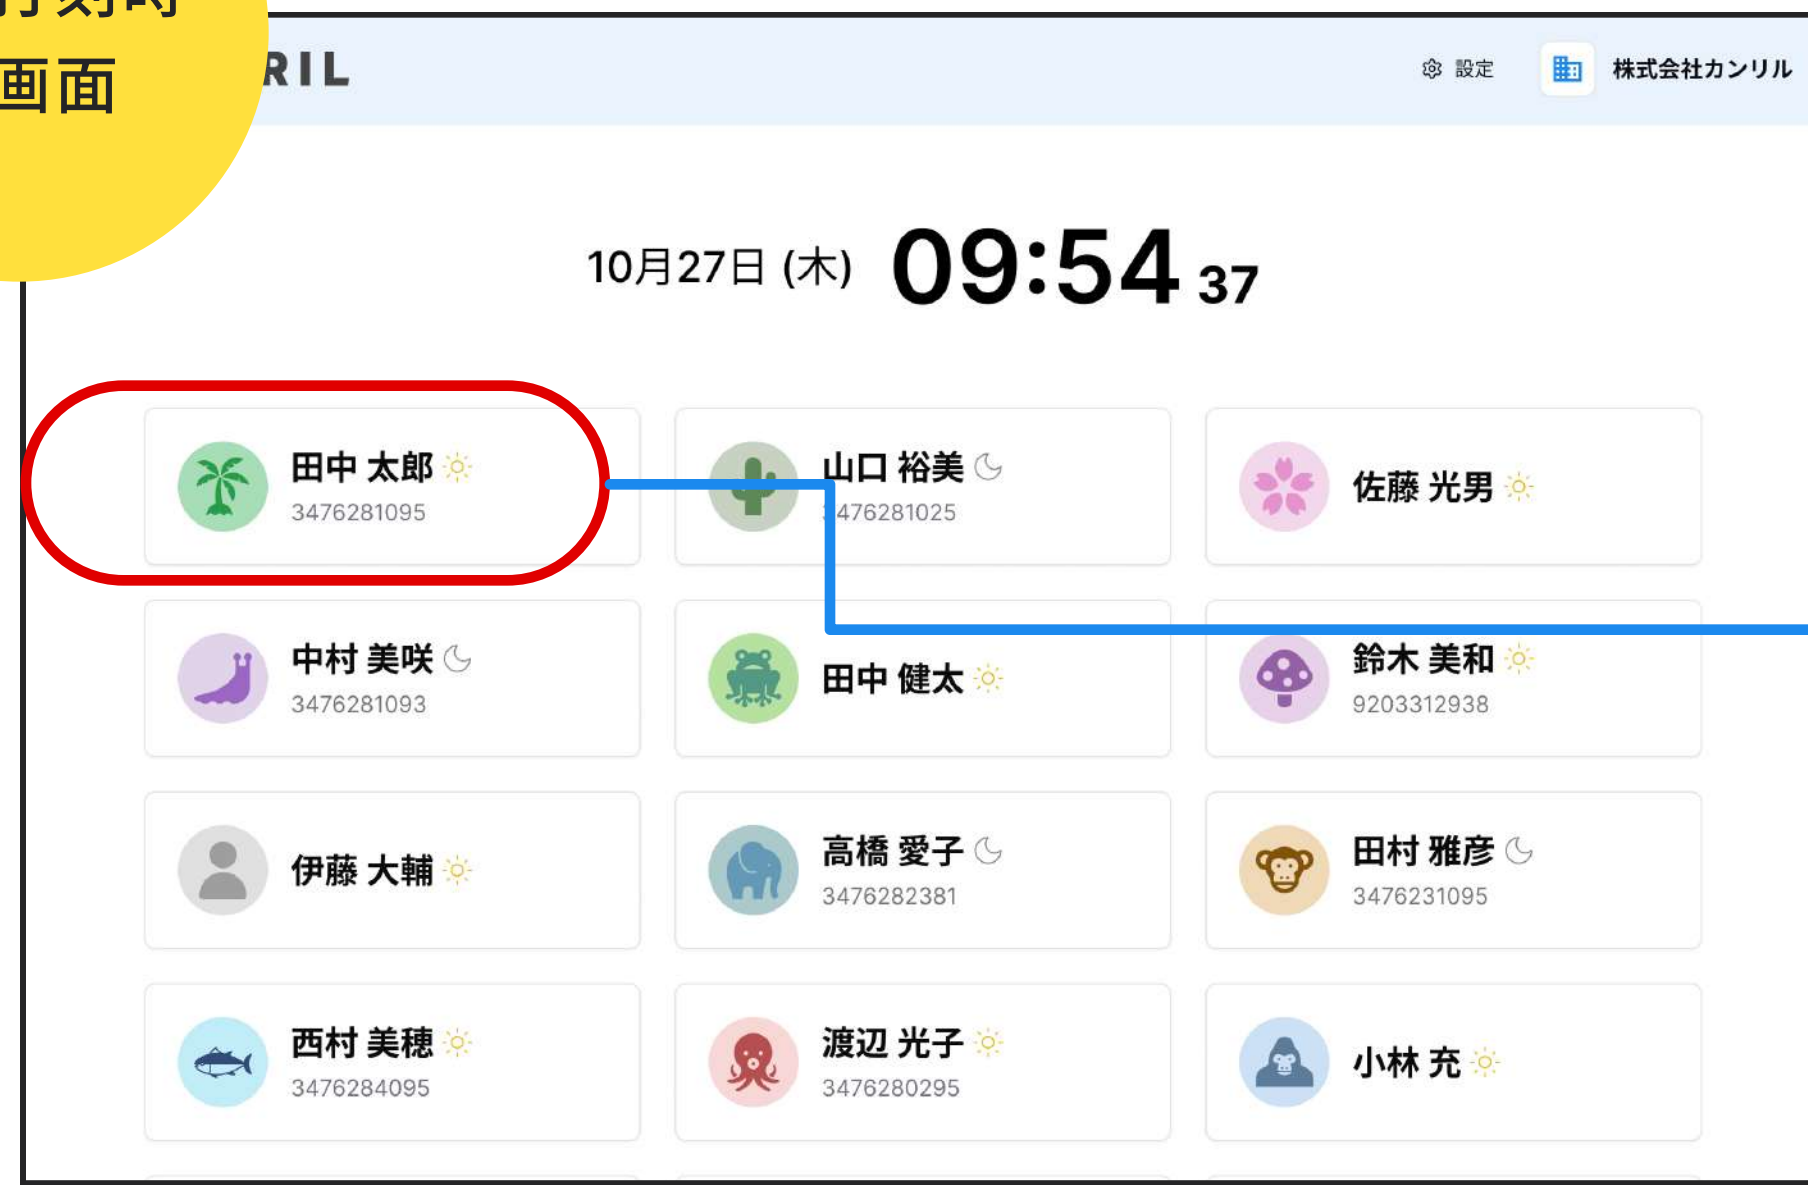 打刻時
画面
RIL
設定
株式会社カンリル
10月27日 (木) 09:54 37
田中 太郎
3476281095
山口 裕美
476281025
佐藤 光男
中村 美咲
3476281093
田中 健太
鈴木 美和
9203312938
伊藤 大輔
高橋 愛子
3476282381
田村 雅彦
3476231095
西村 美穂
3476284095
渡辺 光子
3476280295
小林 充